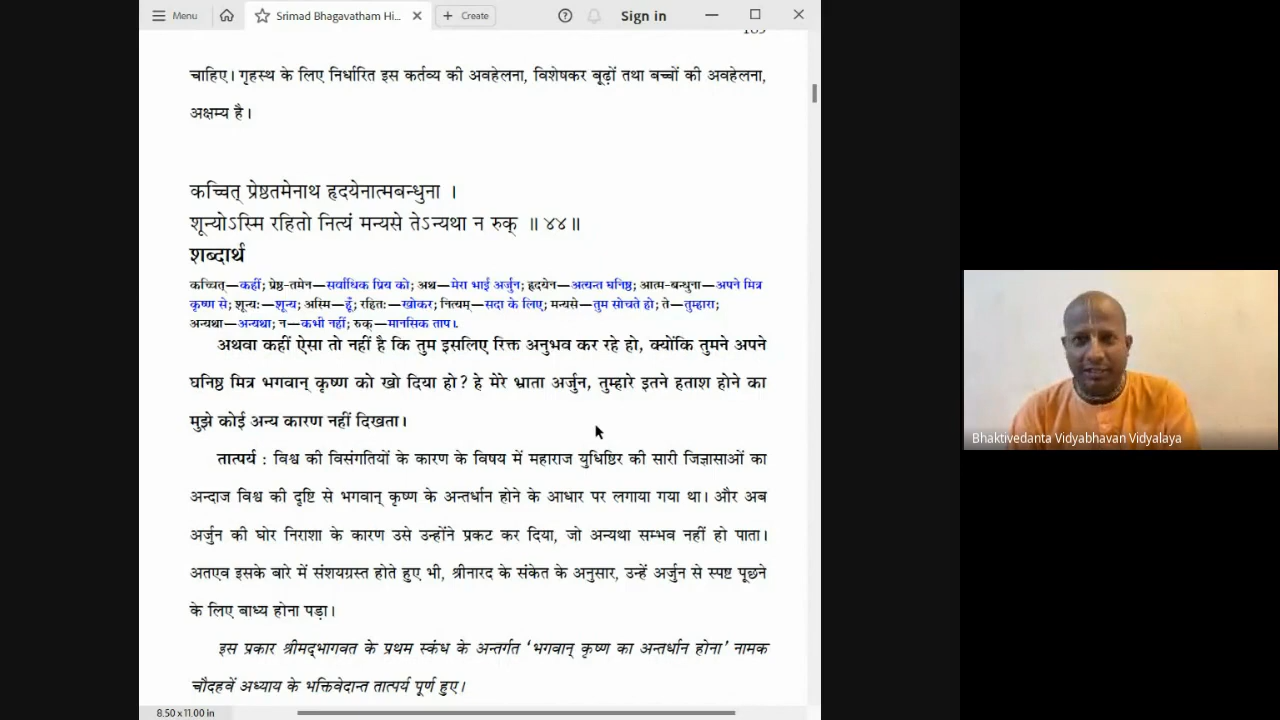 Menu
Srimad Bhagavatham Hi...
Create
Sign in
चाहिए। गृहस्थ के लिए निर्धारित इस कर्तव्य की अवहेलना, विशेषकर बूढ़ों तथा बच्चों की अवहेलना,
अक्षम्य है।
कच्चित् प्रेष्ठतमेनाथ हृदयेनात्मबन्धुना ।
शून्योऽस्मि रहितो नित्यं मन्यसे तेऽन्यथा न रुक् ॥ ४४॥
शब्दार्थ
कच्चित्—कहीं; प्रेष्ठ-तमेन—सर्वाधिक प्रिय को; अथ—मेरा भाई अर्जुन; हृदयेन—अत्यन्त घनिष्ठ; आत्म-बन्धुना—अपने मित्र
कृष्ण से; शून्यः—शून्य; अस्मि—हूँ; रहितः—खोकर; नित्यम्—सदा के लिए; मन्यसे—तुम सोचते हो; ते—तुम्हारा;
अन्यथा—अन्यथा; न—कभी नहीं; रुक्—मानसिक ताप।
अथवा कहीं ऐसा तो नहीं है कि तुम इसलिए रिक्त अनुभव कर रहे हो, क्योंकि तुमने अपने
घनिष्ठ मित्र भगवान् कृष्ण को खो दिया हो? हे मेरे भ्राता अर्जुन, तुम्हारे इतने हताश होने का
मुझे कोई अन्य कारण नहीं दिखता।
तात्पर्य : विश्व की विसंगतियों के कारण के विषय में महाराज युधिष्टिर की सारी जिज्ञासाओं का
अन्दाज विश्व की दृष्टि से भगवान् कृष्ण के अन्तर्धान होने के आधार पर लगाया गया था। और अब
अर्जुन की घोर निराशा के कारण उसे उन्होंने प्रकट कर दिया, जो अन्यथा सम्भव नहीं हो पाता।
अतएव इसके बारे में संशयग्रस्त होते हुए भी, श्रीनारद के संकेत के अनुसार, उन्हें अर्जुन से स्पष्ट पूछने
के लिए बाध्य होना पड़ा।
इस प्रकार श्रीमद्भागवत के प्रथम स्कंध के अन्तर्गत ‘भगवान् कृष्ण का अन्तर्धान होना’ नामक
चौदहवें अध्याय के भक्तिवेदान्त तात्पर्य पूर्ण हुए।
8.50 x 11.00 in
Bhaktivedanta Vidyabhavan Vidyalaya